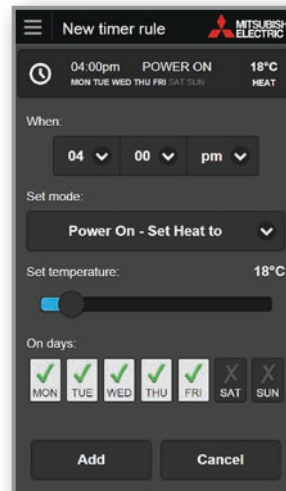 New timer rule
MITSUBISHI
ELECTRIC
04:00pm POWER ON 18°C
MON TUE WED THU FRI SAT SUN HEAT
When:
04 00 pm
Set mode:
Power On - Set Heat to
Set temperature: 18°C
On days:
MON TUE WED THU FRI SAT SUN
Add Cancel